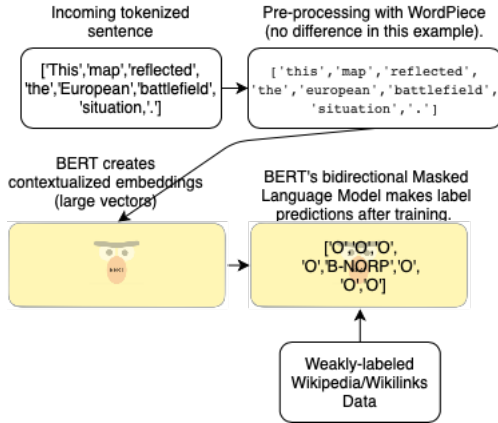 Incoming tokenized
sentence
['This','map','reflected',
'the','European','battlefield',
'situation,'.']
Pre-processing with WordPiece
(no difference in this example).
['this','map','reflected',
'the','european','battlefield',
'situation','.']
BERT creates
contextualized embeddings
(large vectors)
BERT
BERT's bidirectional Masked
Language Model makes label
predictions after training.
['O','O','O',
'O','B-NORP','O',
'O','O']
Weakly-labeled
Wikipedia/Wikilinks
Data